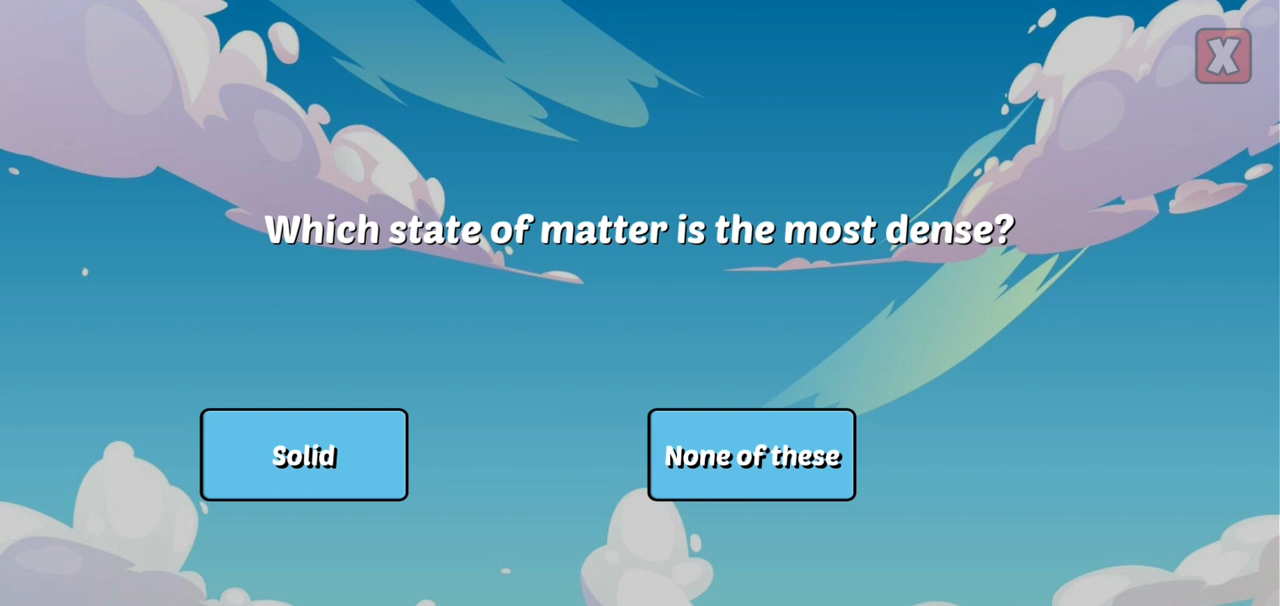 X
Which state of matter is the most dense?
Solid
None of these